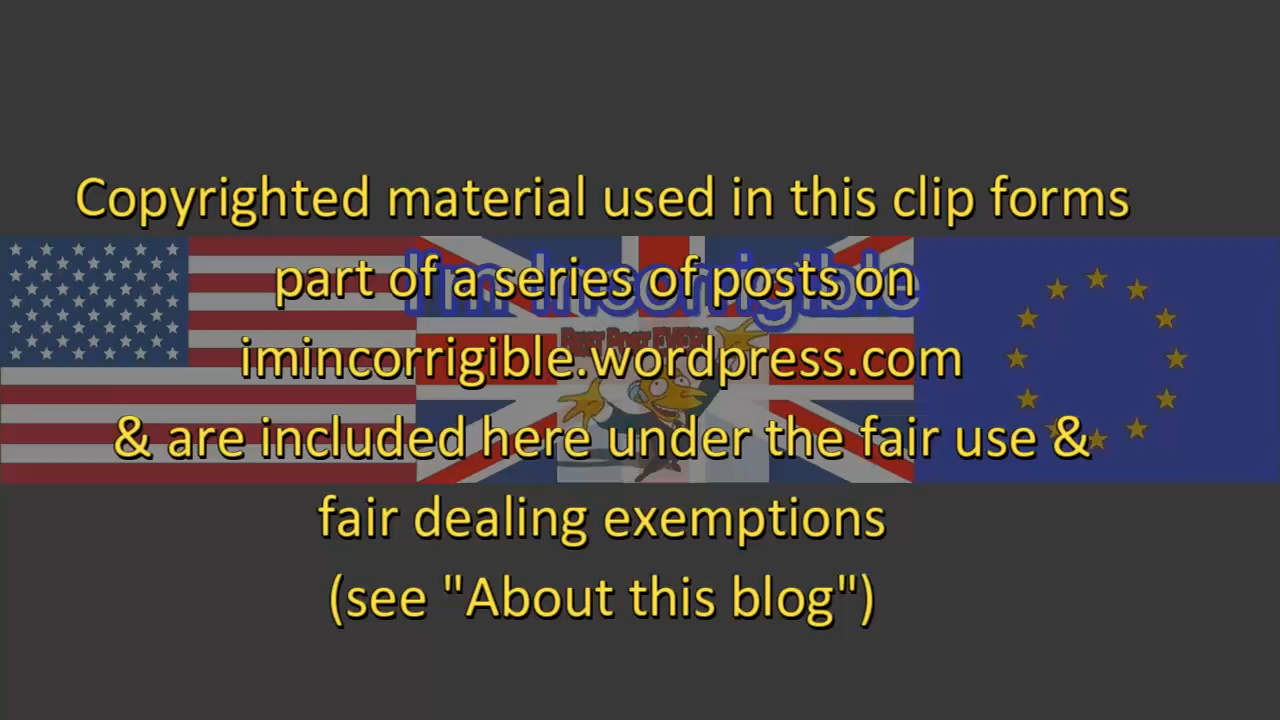 Copyrighted material used in this clip forms
I'm Incorrigible
part of a series of posts on
imincorrigible.wordpress.com
& are included here under the fair use &
fair dealing exemptions
(see "About this blog")